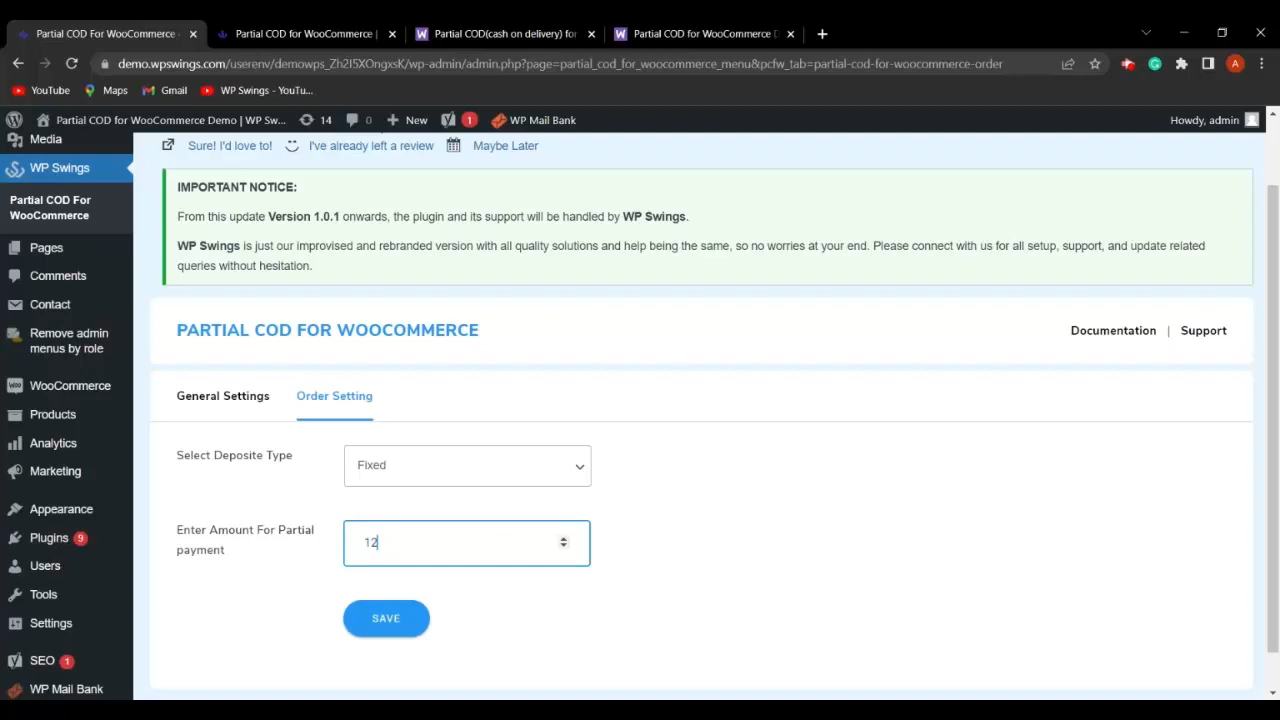 Partial COD For WooCommerce
Partial COD for WooCommerce |
Partial COD(cash on delivery) for
Partial COD for WooCommerce D
demo.wpswings.com/userenv/demowps_Zh2I5XOngxsK/wp-admin/admin.php?page=partial_cod_for_woocommerce_menu&pcfw_tab=partial-cod-for-woocommerce-order
A
YouTube
Maps
Gmail
WP Swings - YouTu...
Partial COD for WooCommerce Demo | WP Sw...
14
0
New
1
WP Mail Bank
Howdy, admin
Media
WP Swings
Partial COD For
WooCommerce
Pages
Comments
Contact
Remove admin
menus by role
WooCommerce
Products
Analytics
Marketing
Appearance
Plugins 9
Users
Tools
Settings
SEO 1
WP Mail Bank
Sure! I'd love to!
I've already left a review
Maybe Later
IMPORTANT NOTICE:
From this update Version 1.0.1 onwards, the plugin and its support will be handled by WP Swings.
WP Swings is just our improvised and rebranded version with all quality solutions and help being the same, so no worries at your end. Please connect with us for all setup, support, and update related
queries without hesitation.
PARTIAL COD FOR WOOCOMMERCE
Documentation | Support
General Settings
Order Setting
Select Deposite Type
Fixed
Enter Amount For Partial
payment
12
SAVE